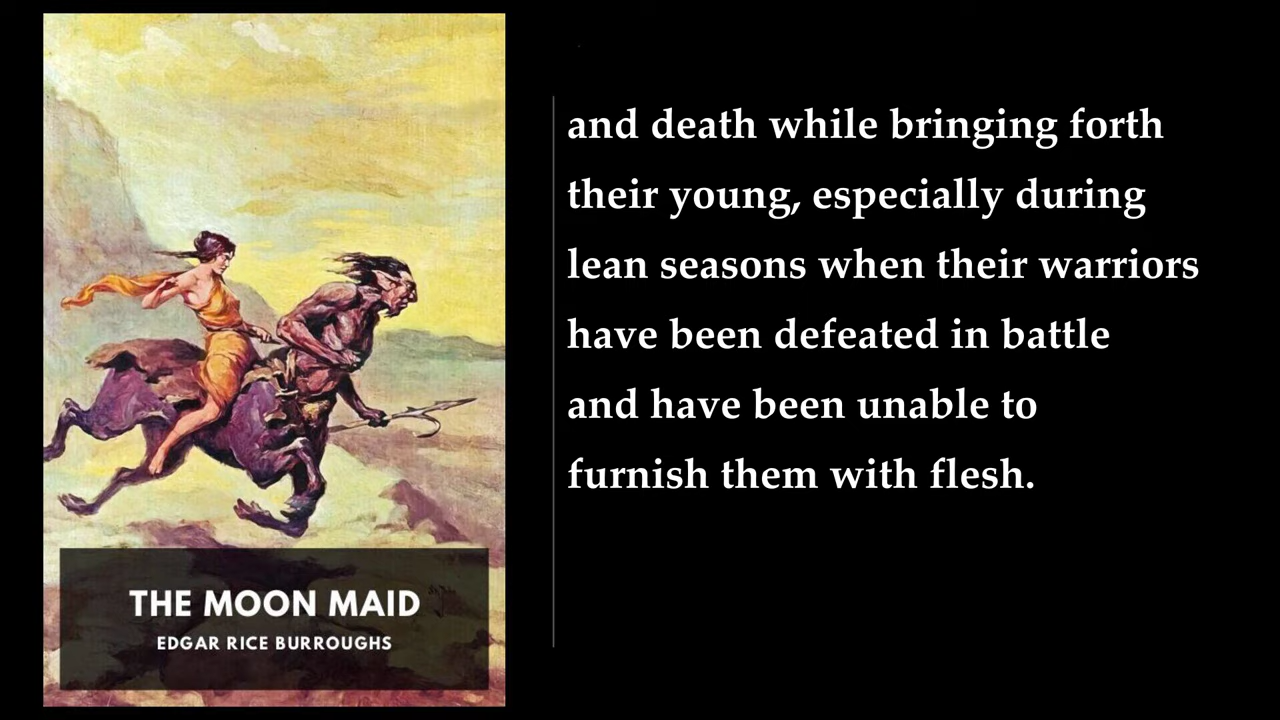 THE MOON MAID
EDGAR RICE BURROUGHS
and death while bringing forth
their young, especially during
lean seasons when their warriors
have been defeated in battle
and have been unable to
furnish them with flesh.